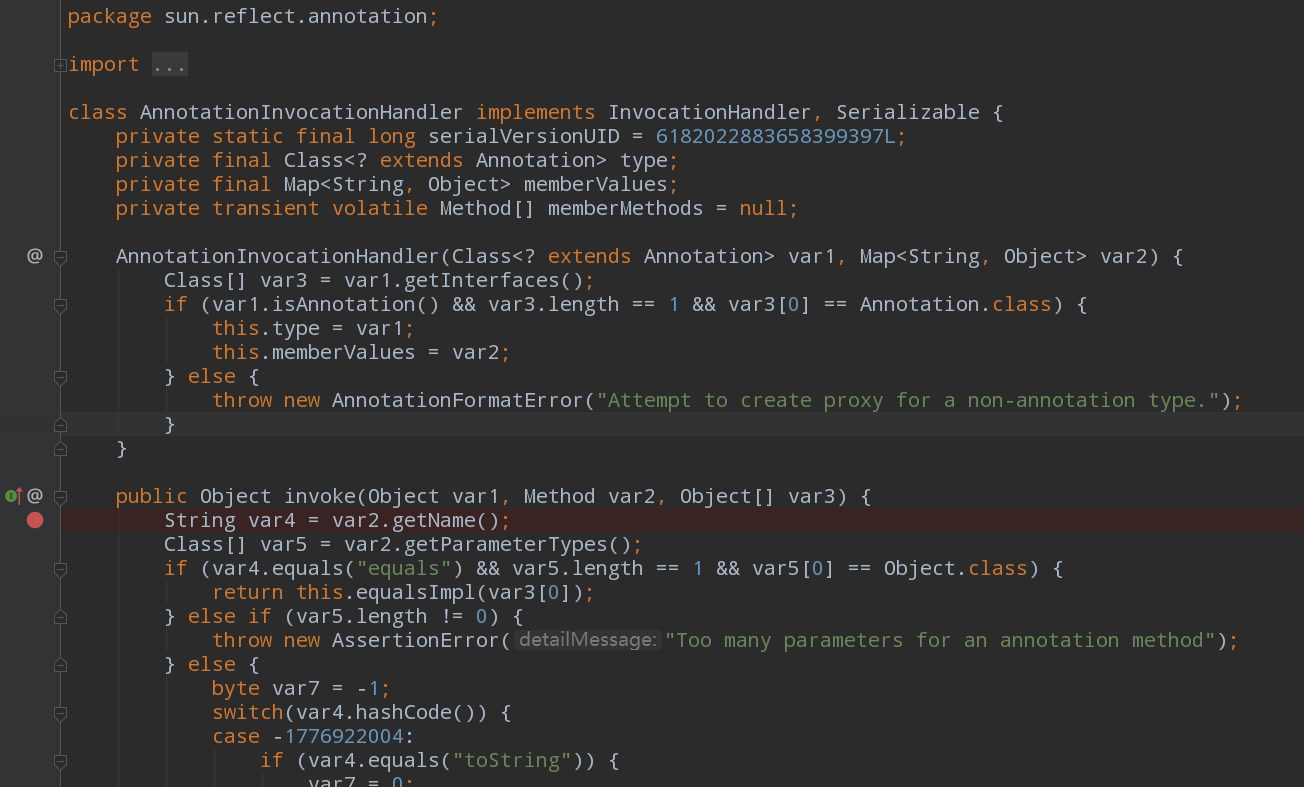 package sun.reflect.annotation;
import ...
class AnnotationInvocationHandler implements InvocationHandler, Serializable {
    private static final long serialVersionUID = 6182022883658399397L;
    private final Class<? extends Annotation> type;
    private final Map<String, Object> memberValues;
    private transient volatile Method[] memberMethods = null;
@   AnnotationInvocationHandler(Class<? extends Annotation> var1, Map<String, Object> var2) {
        Class[] var3 = var1.getInterfaces();
        if (var1.isAnnotation() && var3.length == 1 && var3[0] == Annotation.class) {
            this.type = var1;
            this.memberValues = var2;
        } else {
            throw new AnnotationFormatError("Attempt to create proxy for a non-annotation type.");
        }
    }
@   public Object invoke(Object var1, Method var2, Object[] var3) {
        String var4 = var2.getName();
        Class[] var5 = var2.getParameterTypes();
        if (var4.equals("equals") && var5.length == 1 && var5[0] == Object.class) {
            return this.equalsImpl(var3[0]);
        } else if (var5.length != 0) {
            throw new AssertionError( detailMessage: "Too many parameters for an annotation method");
        } else {
            byte var7 = -1;
            switch(var4.hashCode()) {
            case -1776922004:
                if (var4.equals("toString")) {
                    var7 = 0;